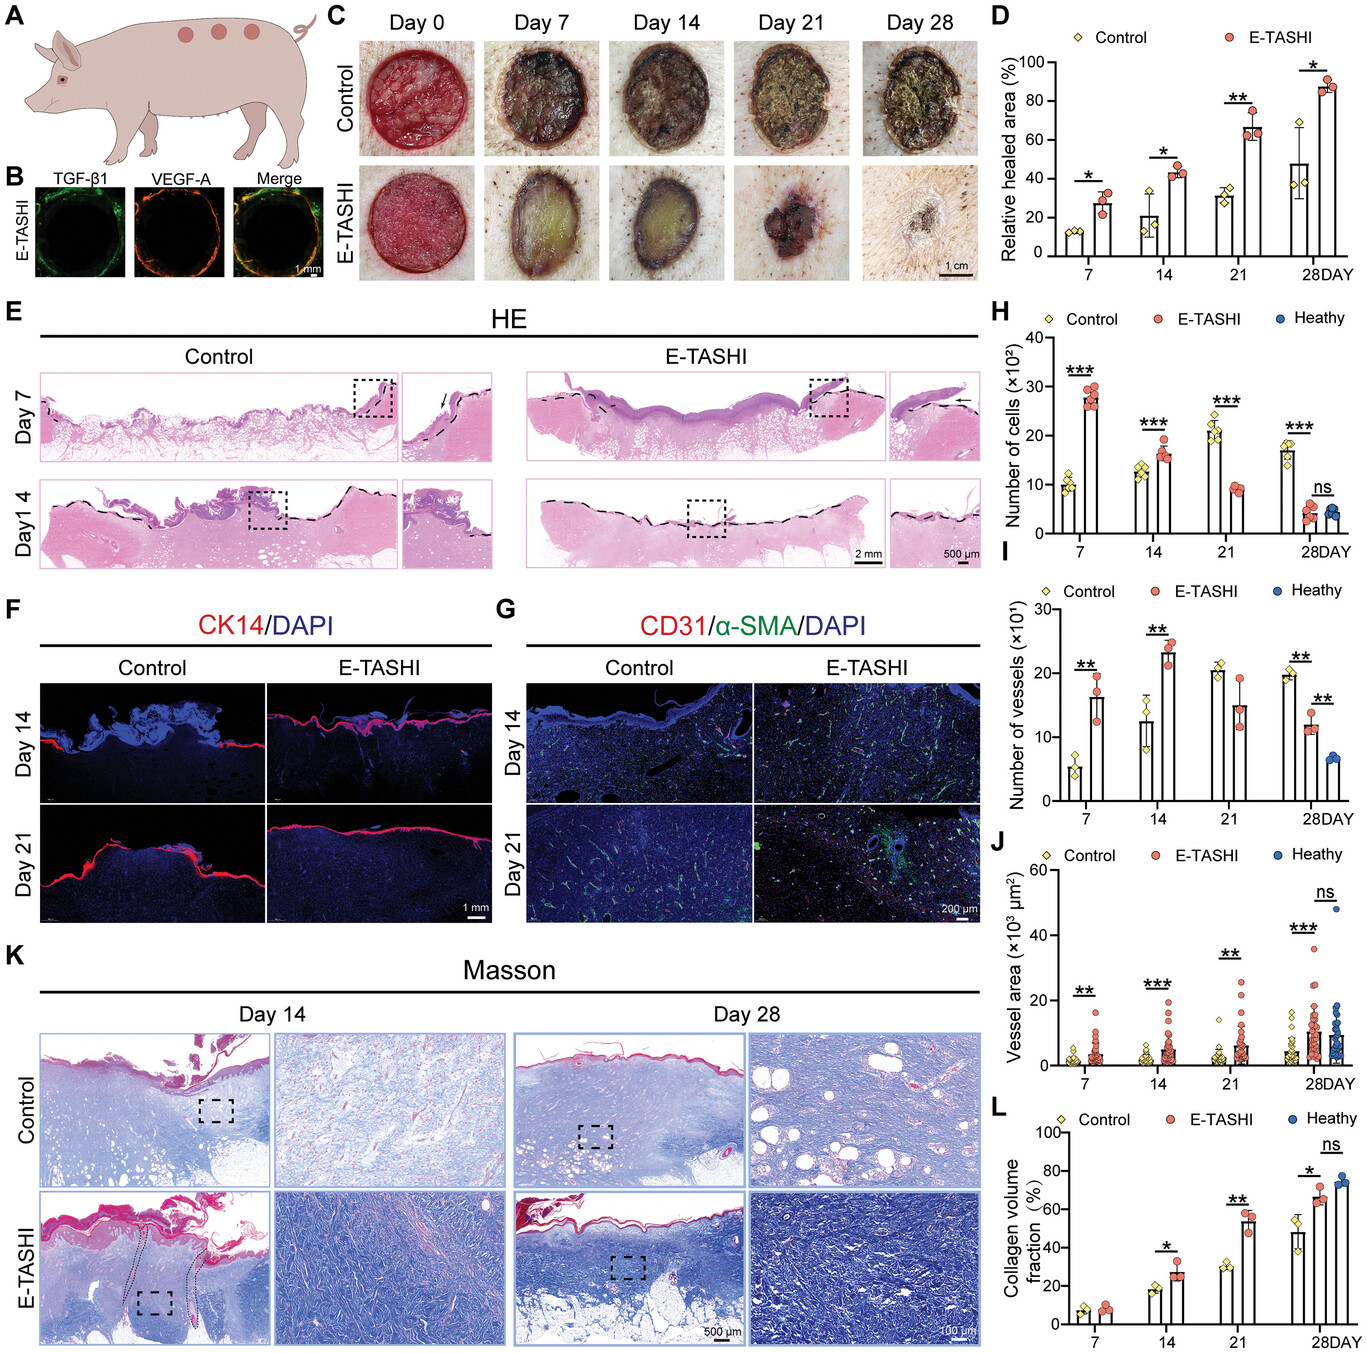 A
B
TGF-β1
VEGF-A
Merge
E-TASHI
1 mm
C
Day 0
Day 7
Day 14
Day 21
Day 28
Control
E-TASHI
1 cm
D
Control
E-TASHI
Relative healed area (%)
100
80
60
40
20
0
*
*
**
*
7
14
21
28DAY
E
HE
Control
E-TASHI
Day 7
Day1 4
2 mm
500 µm
F
CK14/DAPI
Control
E-TASHI
Day 14
Day 21
1 mm
G
CD31/α-SMA/DAPI
Control
E-TASHI
Day 14
Day 21
200 µm
H
Control
E-TASHI
Heathy
Number of cells (×10²)
40
30
20
10
0
***
***
***
***
ns
7
14
21
28DAY
I
Control
E-TASHI
Heathy
Number of vessels (×10¹)
30
20
10
0
**
**
**
**
7
14
21
28DAY
J
Control
E-TASHI
Heathy
Vessel area (×10³ µm²)
60
40
20
0
**
***
**
***
ns
7
14
21
28DAY
K
Masson
Day 14
Day 28
Control
E-TASHI
500 µm
100 µm
L
Control
E-TASHI
Heathy
Collagen volume
fraction (%)
100
80
60
40
20
0
*
**
*
ns
7
14
21
28DAY